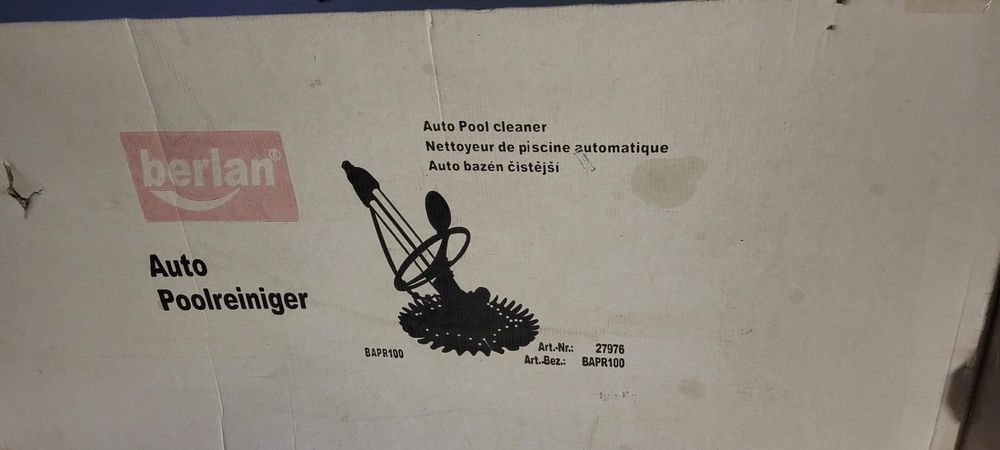 berlan®
Auto
Poolreiniger
Auto Pool cleaner
Nettoyeur de piscine automatique
Auto bazén čistější
BAPR100
Art.-Nr.: 27976
Art.-Bez.: BAPR100